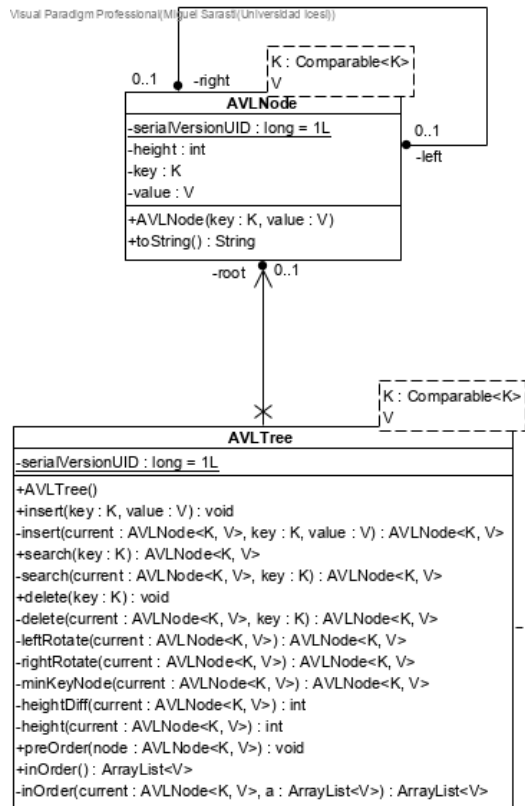 Visual Paradigm Professional(Miguel Sarasti(Universidad Icesi))
K : Comparable<K>
V
0..1
-right
AVLNode
-serialVersionUID : long = 1L
-height : int
-key : K
-value : V
0..1
-left
+AVLNode(key : K, value : V)
+toString() : String
-root
0..1
K : Comparable<K>
V
AVLTree
-serialVersionUID : long = 1L
+AVLTree()
+insert(key : K, value : V) : void
-insert(current : AVLNode<K, V>, key : K, value : V) : AVLNode<K, V>
+search(key : K) : AVLNode<K, V>
-search(current : AVLNode<K, V>, key : K) : AVLNode<K, V>
+delete(key : K) : void
-delete(current : AVLNode<K, V>, key : K) : AVLNode<K, V>
-leftRotate(current : AVLNode<K, V>) : AVLNode<K, V>
-rightRotate(current : AVLNode<K, V>) : AVLNode<K, V>
-minKeyNode(current : AVLNode<K, V>) : AVLNode<K, V>
-heightDiff(current : AVLNode<K, V>) : int
-height(current : AVLNode<K, V>) : int
+preOrder(node : AVLNode<K, V>) : void
+inOrder() : ArrayList<V>
-inOrder(current : AVLNode<K, V>, a : ArrayList<V>) : ArrayList<V>
-